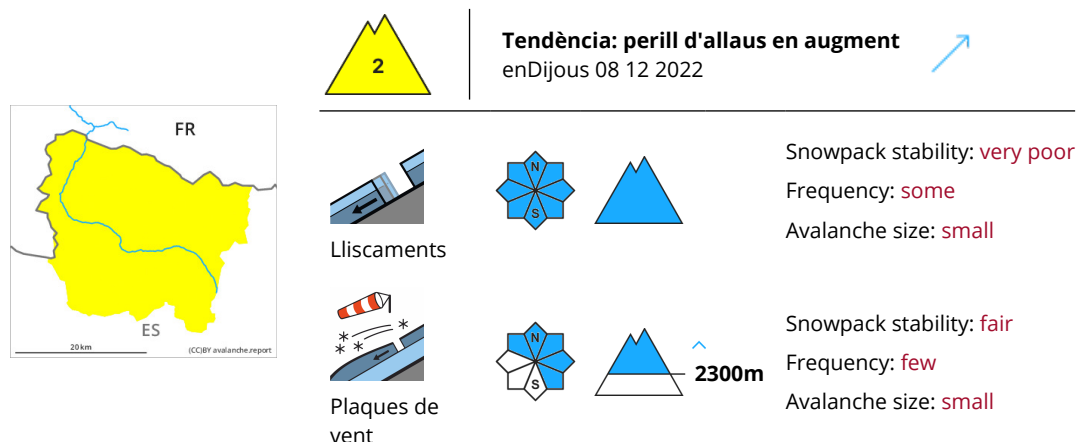 2
Tendència: perill d'allaus en augment
enDijous 08 12 2022
FR
ES
20 km
(CC)BY avalanche.report
N
S
Lliscaments
Snowpack stability: very poor
Frequency: some
Avalanche size: small
N
S
2300m
Plaques de
vent
Snowpack stability: fair
Frequency: few
Avalanche size: small